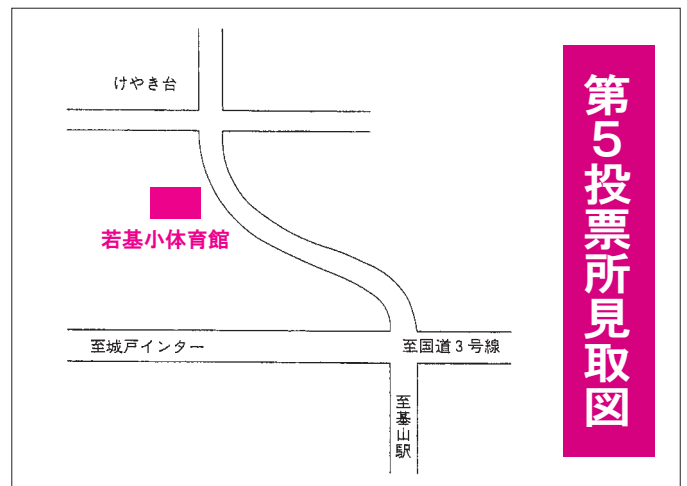 第5投票所見取図
けやき台
若基小体育館
至城戸インター
至国道3号線
至基山駅